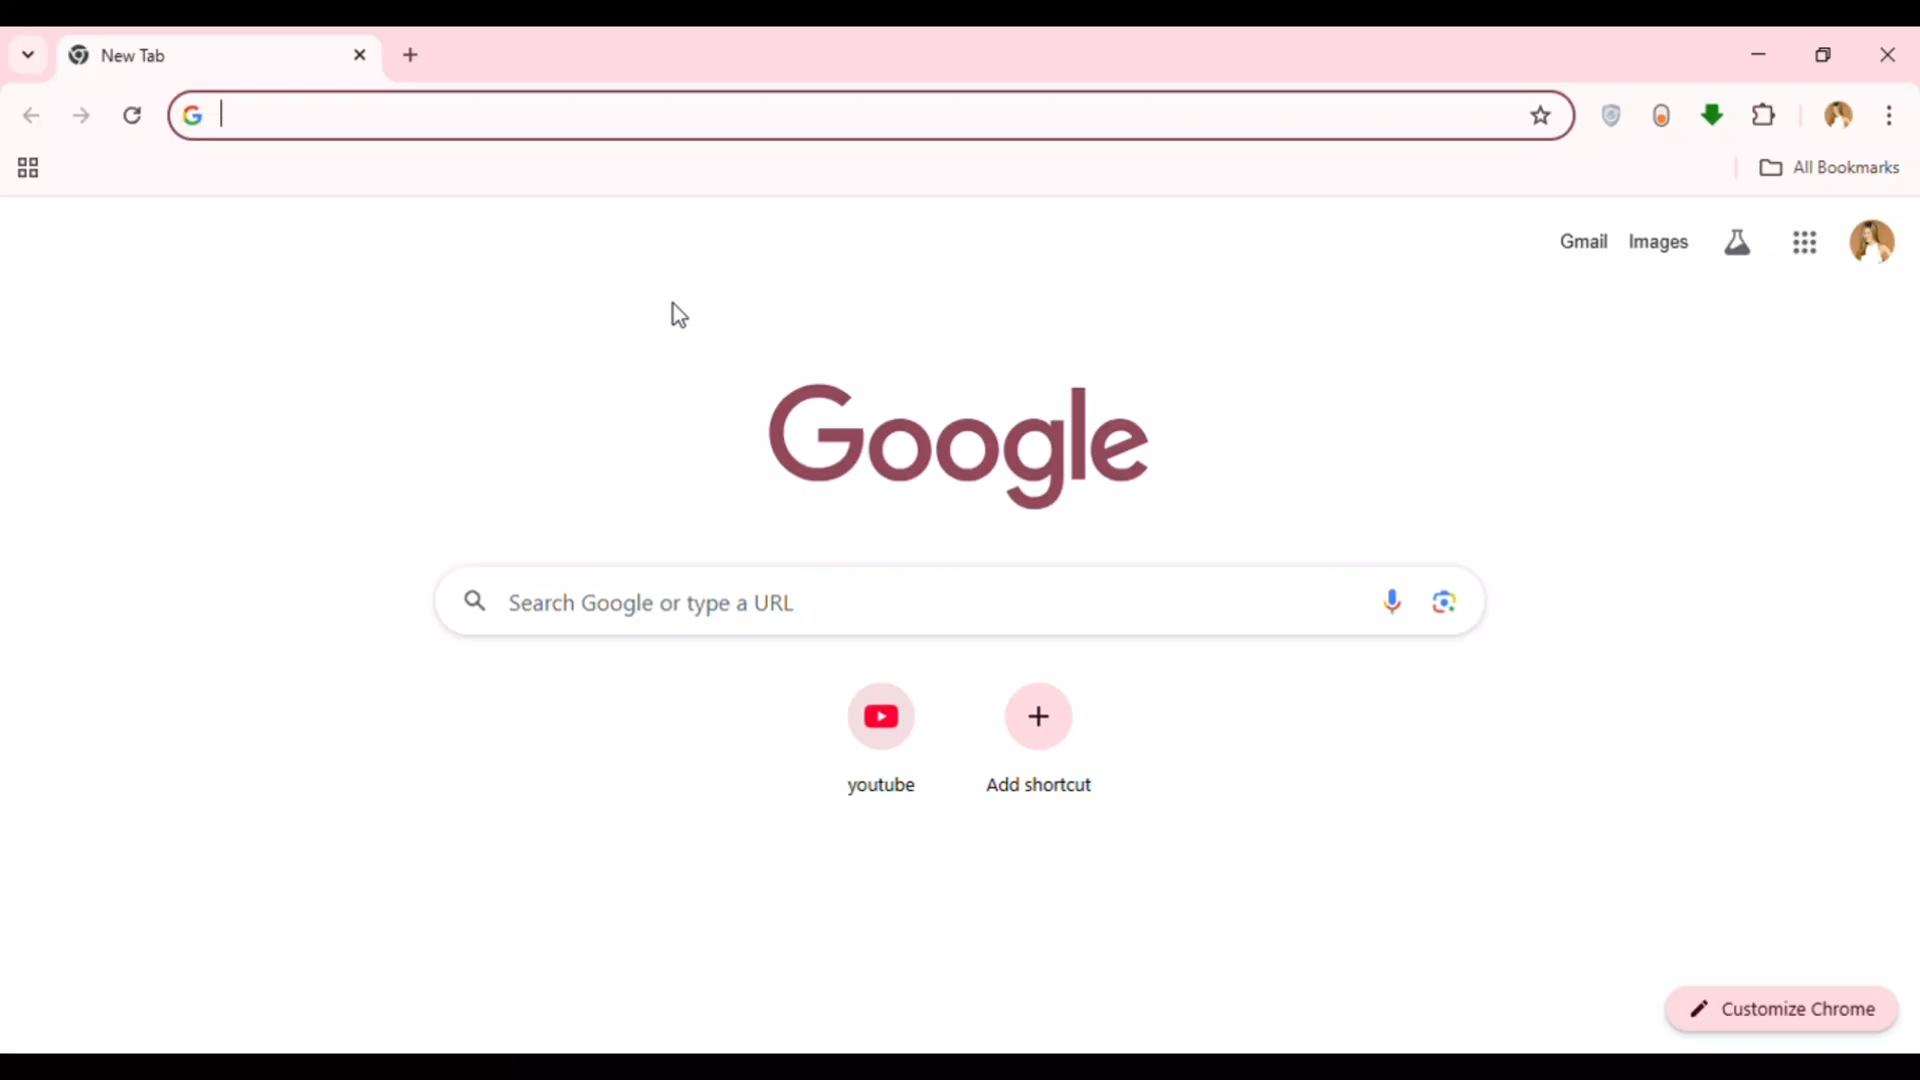 New Tab
All Bookmarks
Gmail Images
Google
Search Google or type a URL
youtube Add shortcut
Customize Chrome